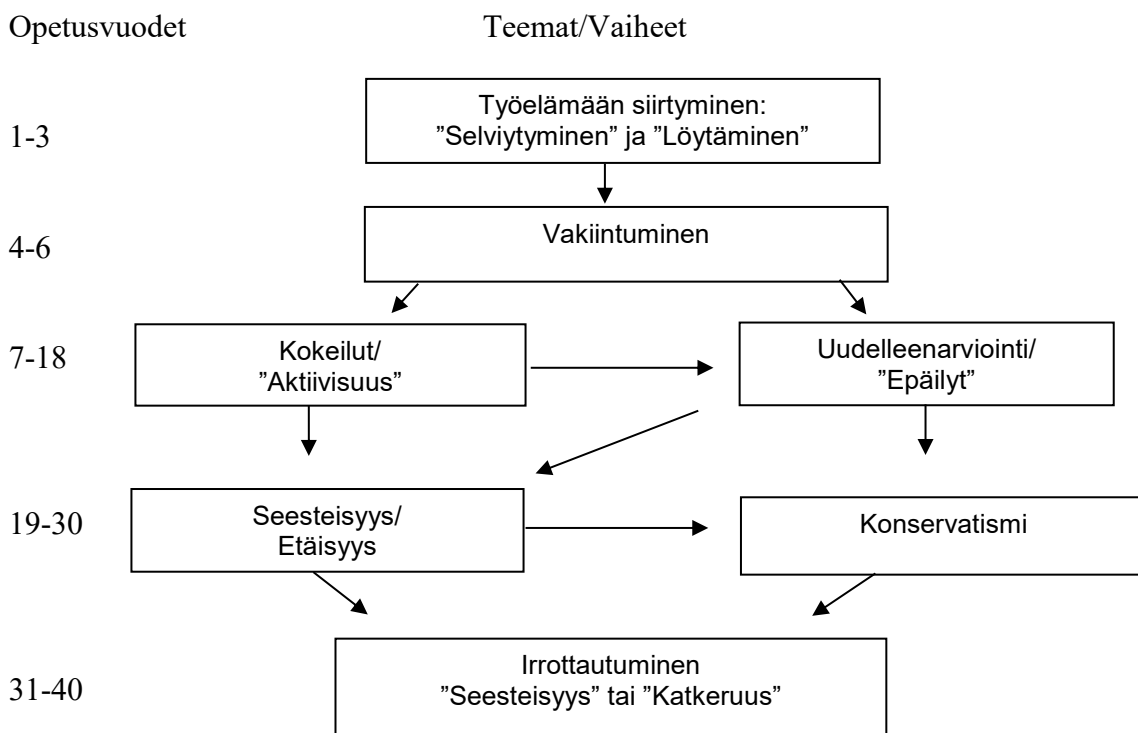 Opetusvuodet Teemat/Vaiheet
1-3
Työelämään siirtyminen:
”Selviytyminen” ja ”Löytäminen”
4-6
Vakiintuminen
7-18
Kokeilut/
”Aktiivisuus”
Uudelleenarviointi/
”Epäilyt”
19-30
Seesteisyys/
Etäisyys
Konservatismi
31-40
Irrottautuminen
”Seesteisyys” tai ”Katkeruus”